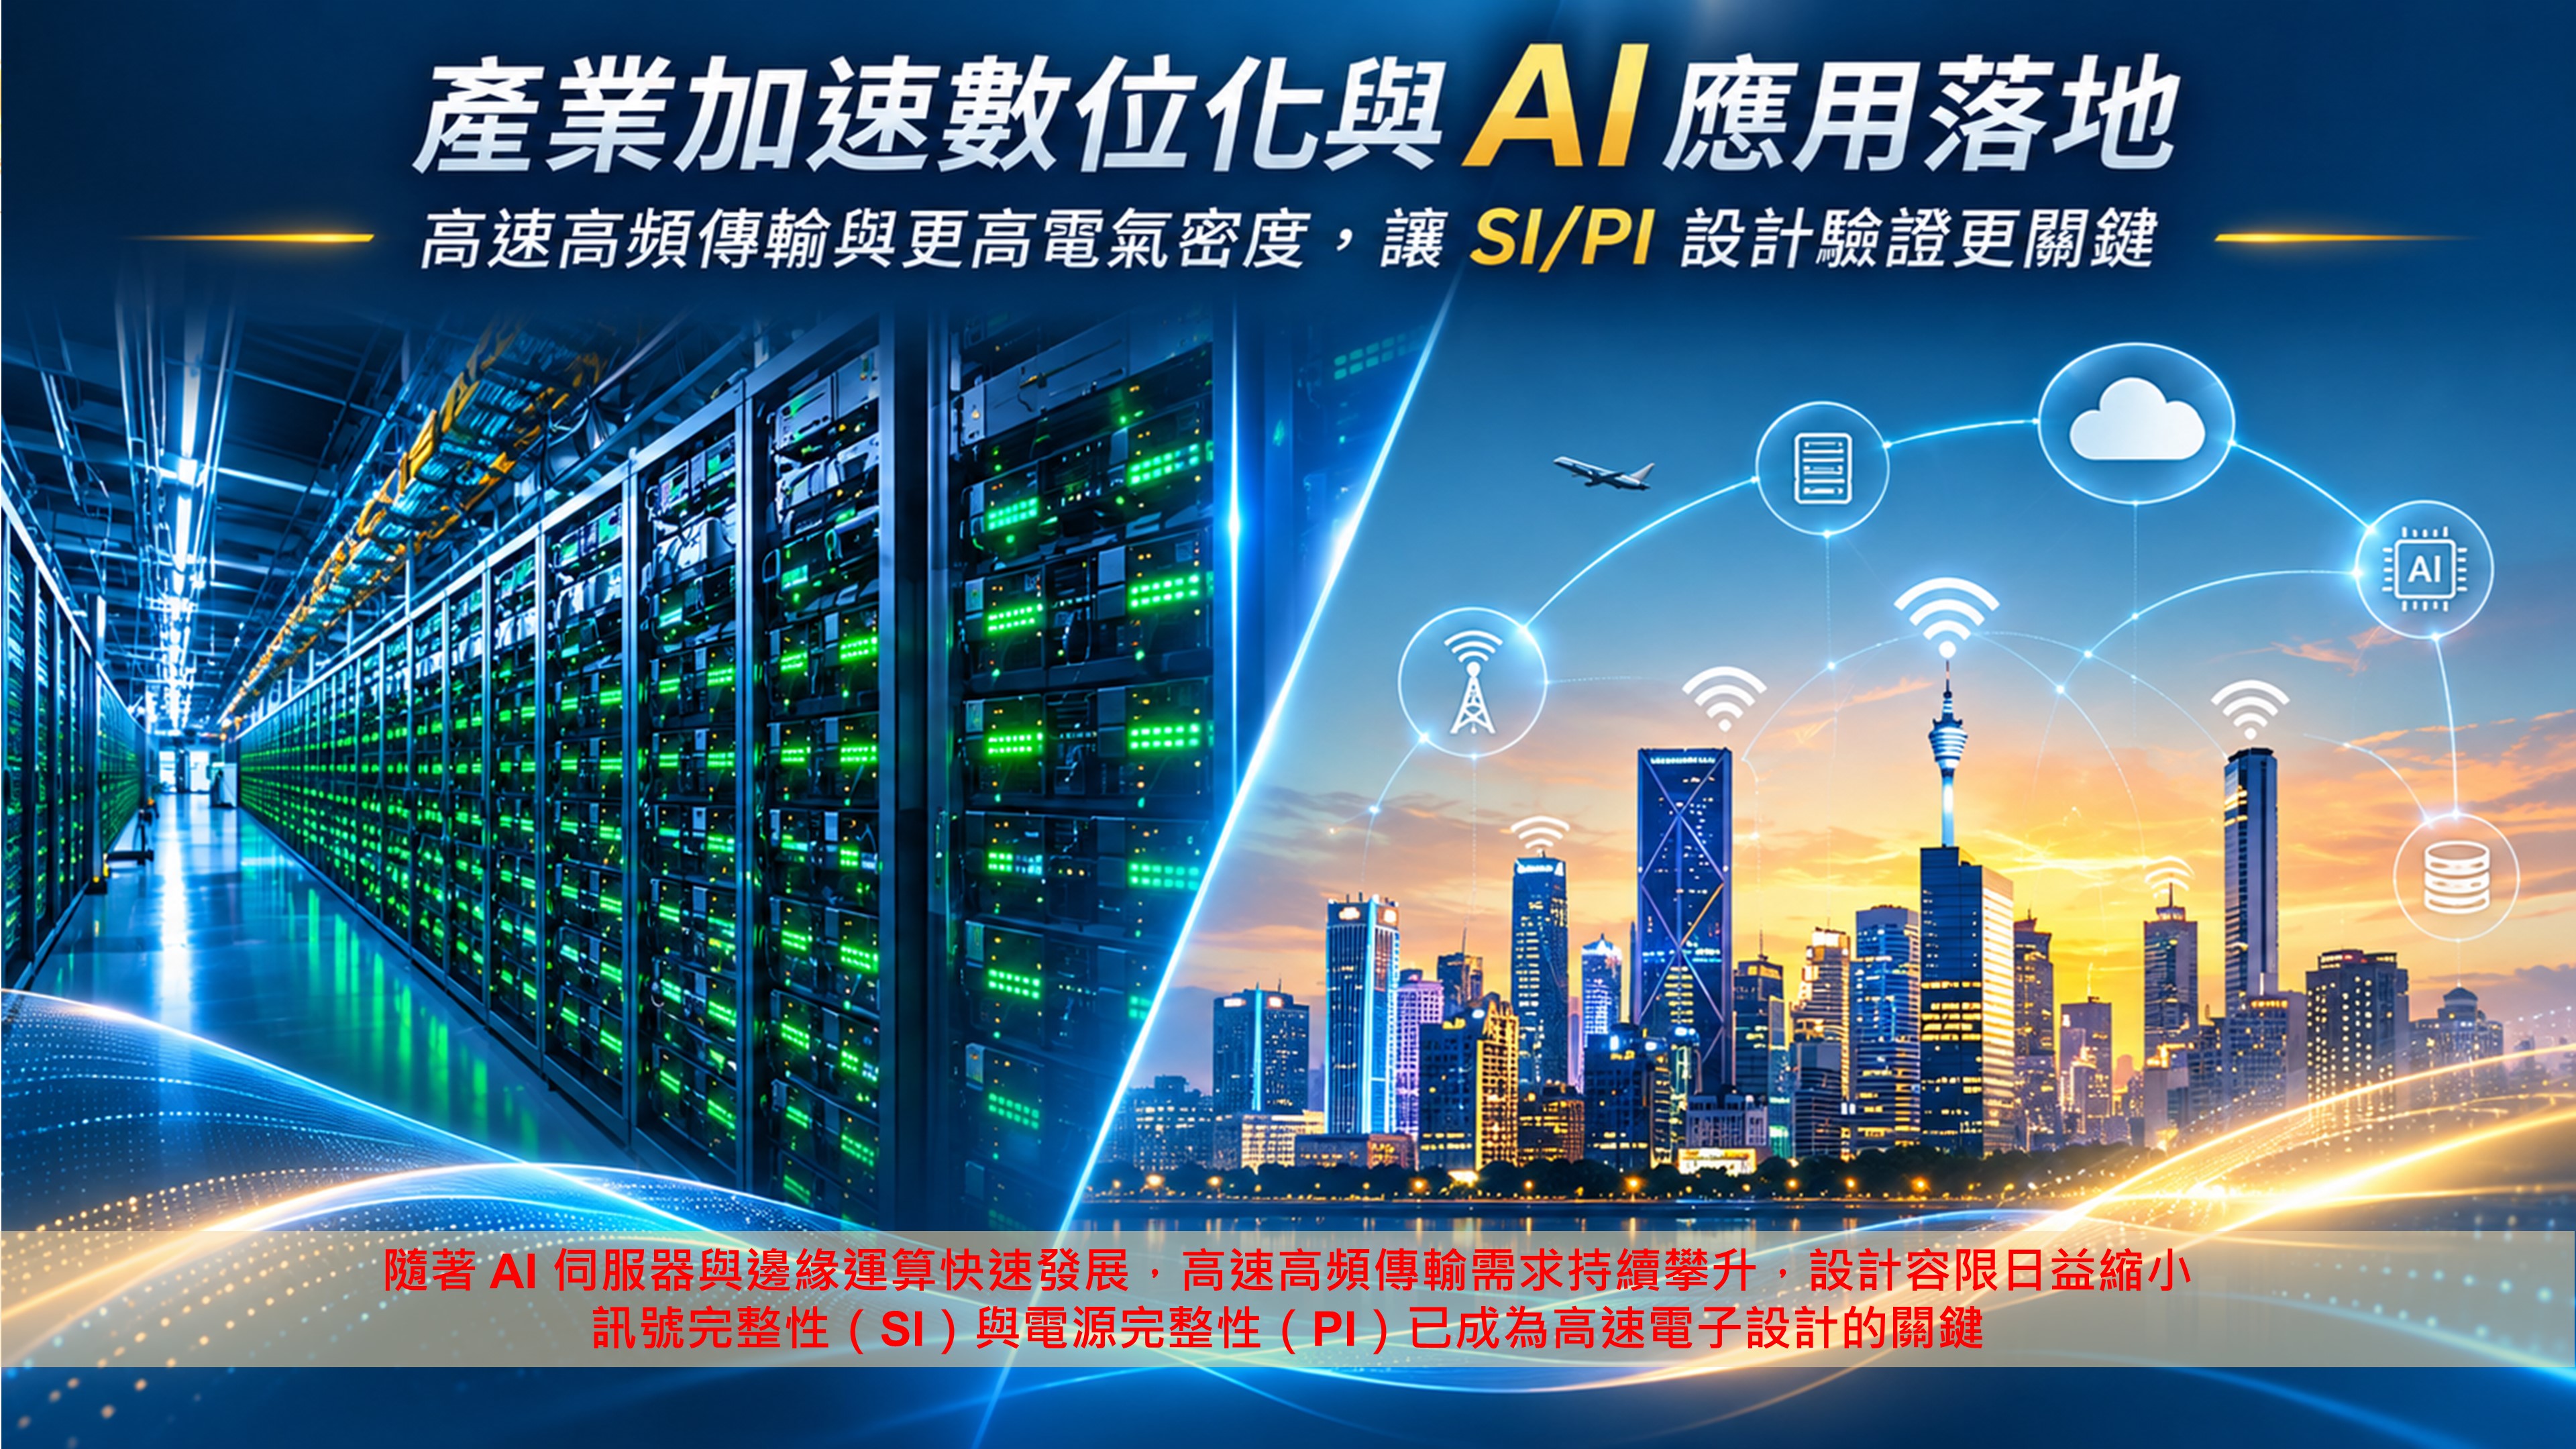 產業加速數位化與 AI 應用落地
高速高頻傳輸與更高電氣密度，讓 SI/PI 設計驗證更關鍵
AI
隨著 AI 伺服器與邊緣運算快速發展，高速高頻傳輸需求持續攀升，設計容限日益縮小
訊號完整性（SI）與電源完整性（PI）已成為高速電子設計的關鍵